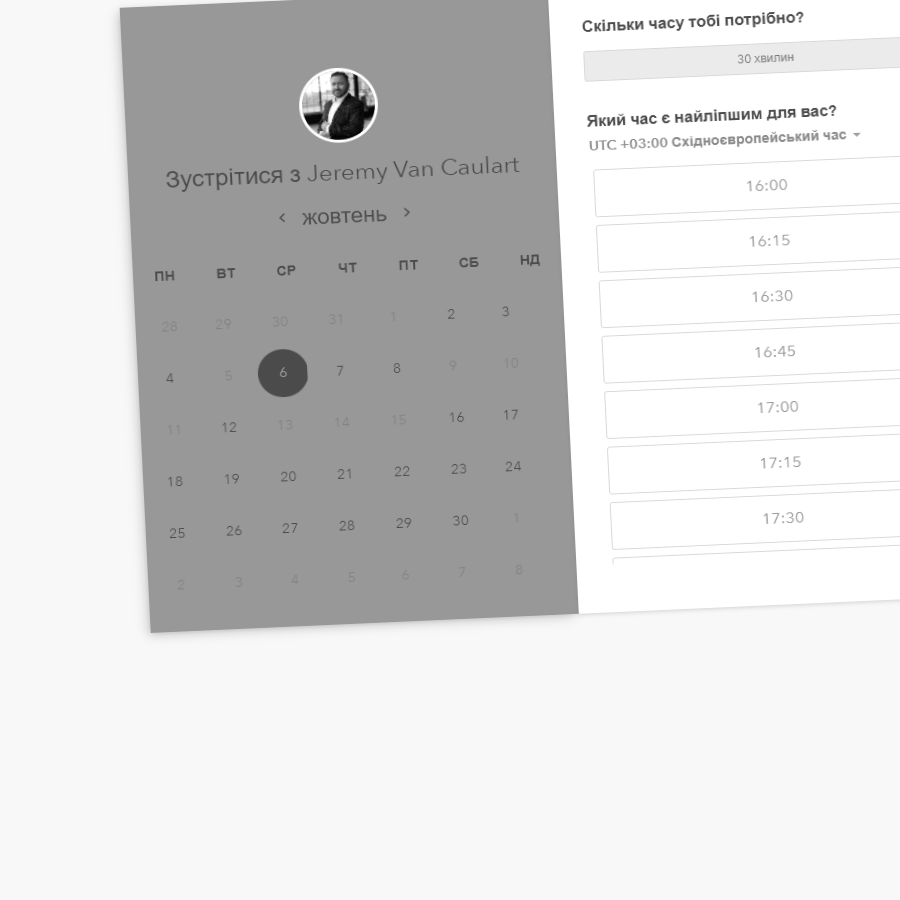 Зустрітися з Jeremy Van Caulart
жовтень
ПН ВТ СР ЧТ ПТ СБ НД
28 29 30 31 1 2 3
4 5 6 7 8 9 10
11 12 13 14 15 16 17
18 19 20 21 22 23 24
25 26 27 28 29 30 1
2 3 4 5 6 7 8
Скільки часу тобі потрібно?
30 хвилин
Який час є найліпшим для вас?
UTC +03:00 Східноєвропейський час
16:00
16:15
16:30
16:45
17:00
17:15
17:30